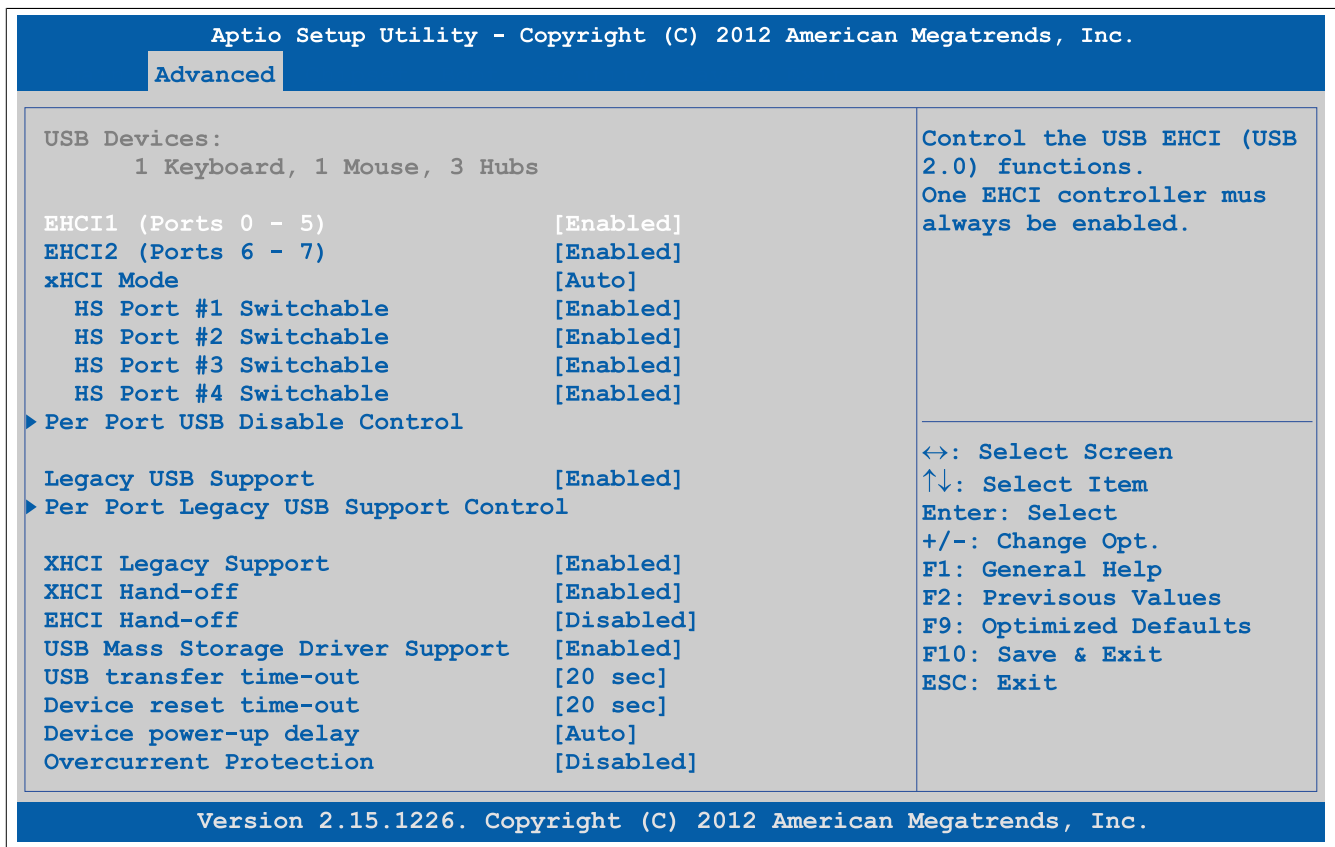 Aptio Setup Utility - Copyright (C) 2012 American Megatrends, Inc.
Advanced
USB Devices:
1 Keyboard, 1 Mouse, 3 Hubs
EHCI1 (Ports 0 - 5) [Enabled]
EHCI2 (Ports 6 - 7) [Enabled]
xHCI Mode [Auto]
HS Port #1 Switchable [Enabled]
HS Port #2 Switchable [Enabled]
HS Port #3 Switchable [Enabled]
HS Port #4 Switchable [Enabled]
Per Port USB Disable Control
Legacy USB Support [Enabled]
Per Port Legacy USB Support Control
XHCI Legacy Support [Enabled]
XHCI Hand-off [Enabled]
EHCI Hand-off [Disabled]
USB Mass Storage Driver Support [Enabled]
USB transfer time-out [20 sec]
Device reset time-out [20 sec]
Device power-up delay [Auto]
Overcurrent Protection [Disabled]
Control the USB EHCI (USB
2.0) functions.
One EHCI controller mus
always be enabled.
↔: Select Screen
↑↓: Select Item
Enter: Select
+/-: Change Opt.
F1: General Help
F2: Previsous Values
F9: Optimized Defaults
F10: Save & Exit
ESC: Exit
Version 2.15.1226. Copyright (C) 2012 American Megatrends, Inc.